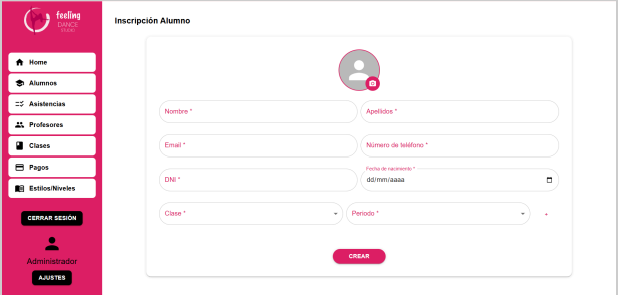 feeling
DANCE
STUDIO
Home
Alumnos
Asistencias
Profesores
Clases
Pagos
Estilos/Niveles
CERRAR SESIÓN
Administrador
AJUSTES
Inscripción Alumno
Nombre *
Apellidos *
Email *
Número de teléfono *
DNI *
Fecha de nacimiento *
dd/mm/aaaa
Clase *
Periodo *
+
CREAR